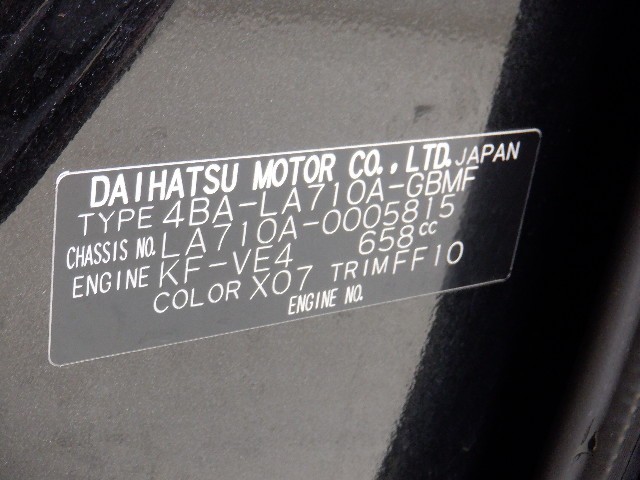 DAIHATSU MOTOR CO.,LTD. JAPAN
TYPE 4BA-LA710A-GBMF
CHASSIS NO. LA710A-0005815
ENGINE KF-VE4 658cc
COLOR X07 TRIM FF10
ENGINE NO.